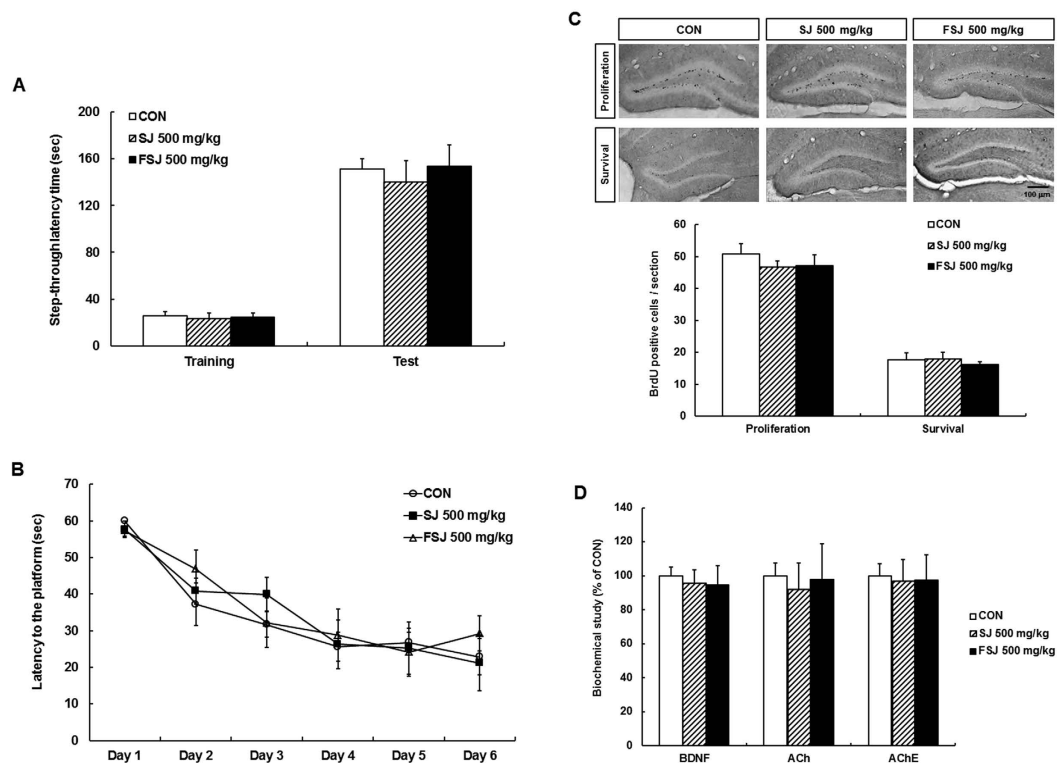 A
Step-through latency time (sec)
200
160
120
80
40
0
CON
SJ 500 mg/kg
FSJ 500 mg/kg
Training Test
B
Latency to the platform (sec)
70
60
50
40
30
20
10
0
CON
SJ 500 mg/kg
FSJ 500 mg/kg
Day 1 Day 2 Day 3 Day 4 Day 5 Day 6
C
CON SJ 500 mg/kg FSJ 500 mg/kg
Proliferation
Survival
100 µm
BrdU positive cells / section
60
50
40
30
20
10
0
CON
SJ 500 mg/kg
FSJ 500 mg/kg
Proliferation Survival
D
Biochemical study (% of CON)
140
120
100
80
60
40
20
0
CON
SJ 500 mg/kg
FSJ 500 mg/kg
BDNF ACh AChE